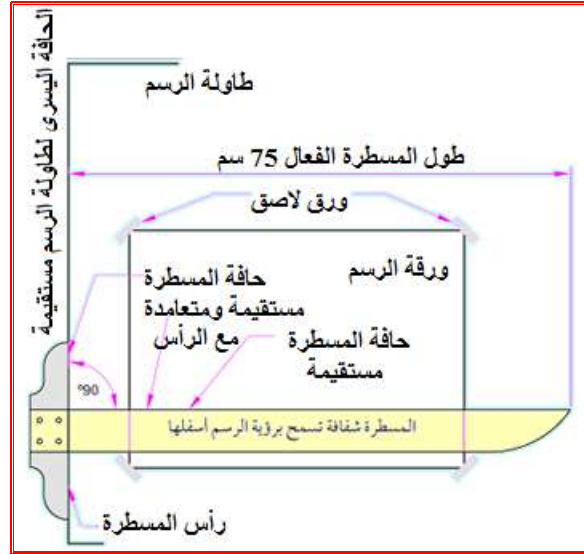 الحافة اليسرى لطاولة الرسم مستقيمة
طاولة الرسم
طول المسطرة الفعال 75 سم
ورق لاصق
ورقة الرسم
حافة المسطرة
مستقيمة ومتعامدة
مع الرأس
حافة المسطرة
مستقيمة
90°
المسطرة شفافة تسمح برؤية الرسم أسفلها
رأس المسطرة